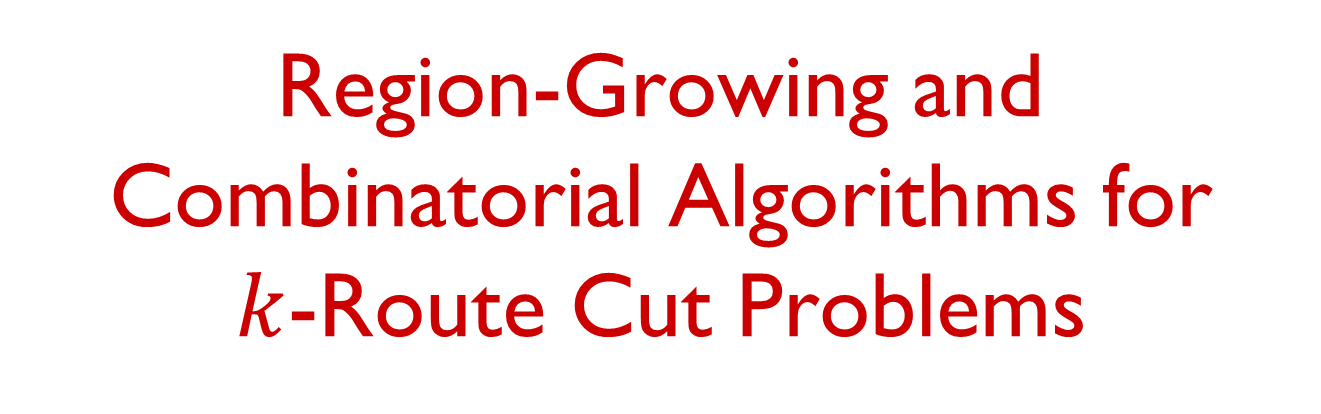 Region-Growing and
Combinatorial Algorithms for
k-Route Cut Problems